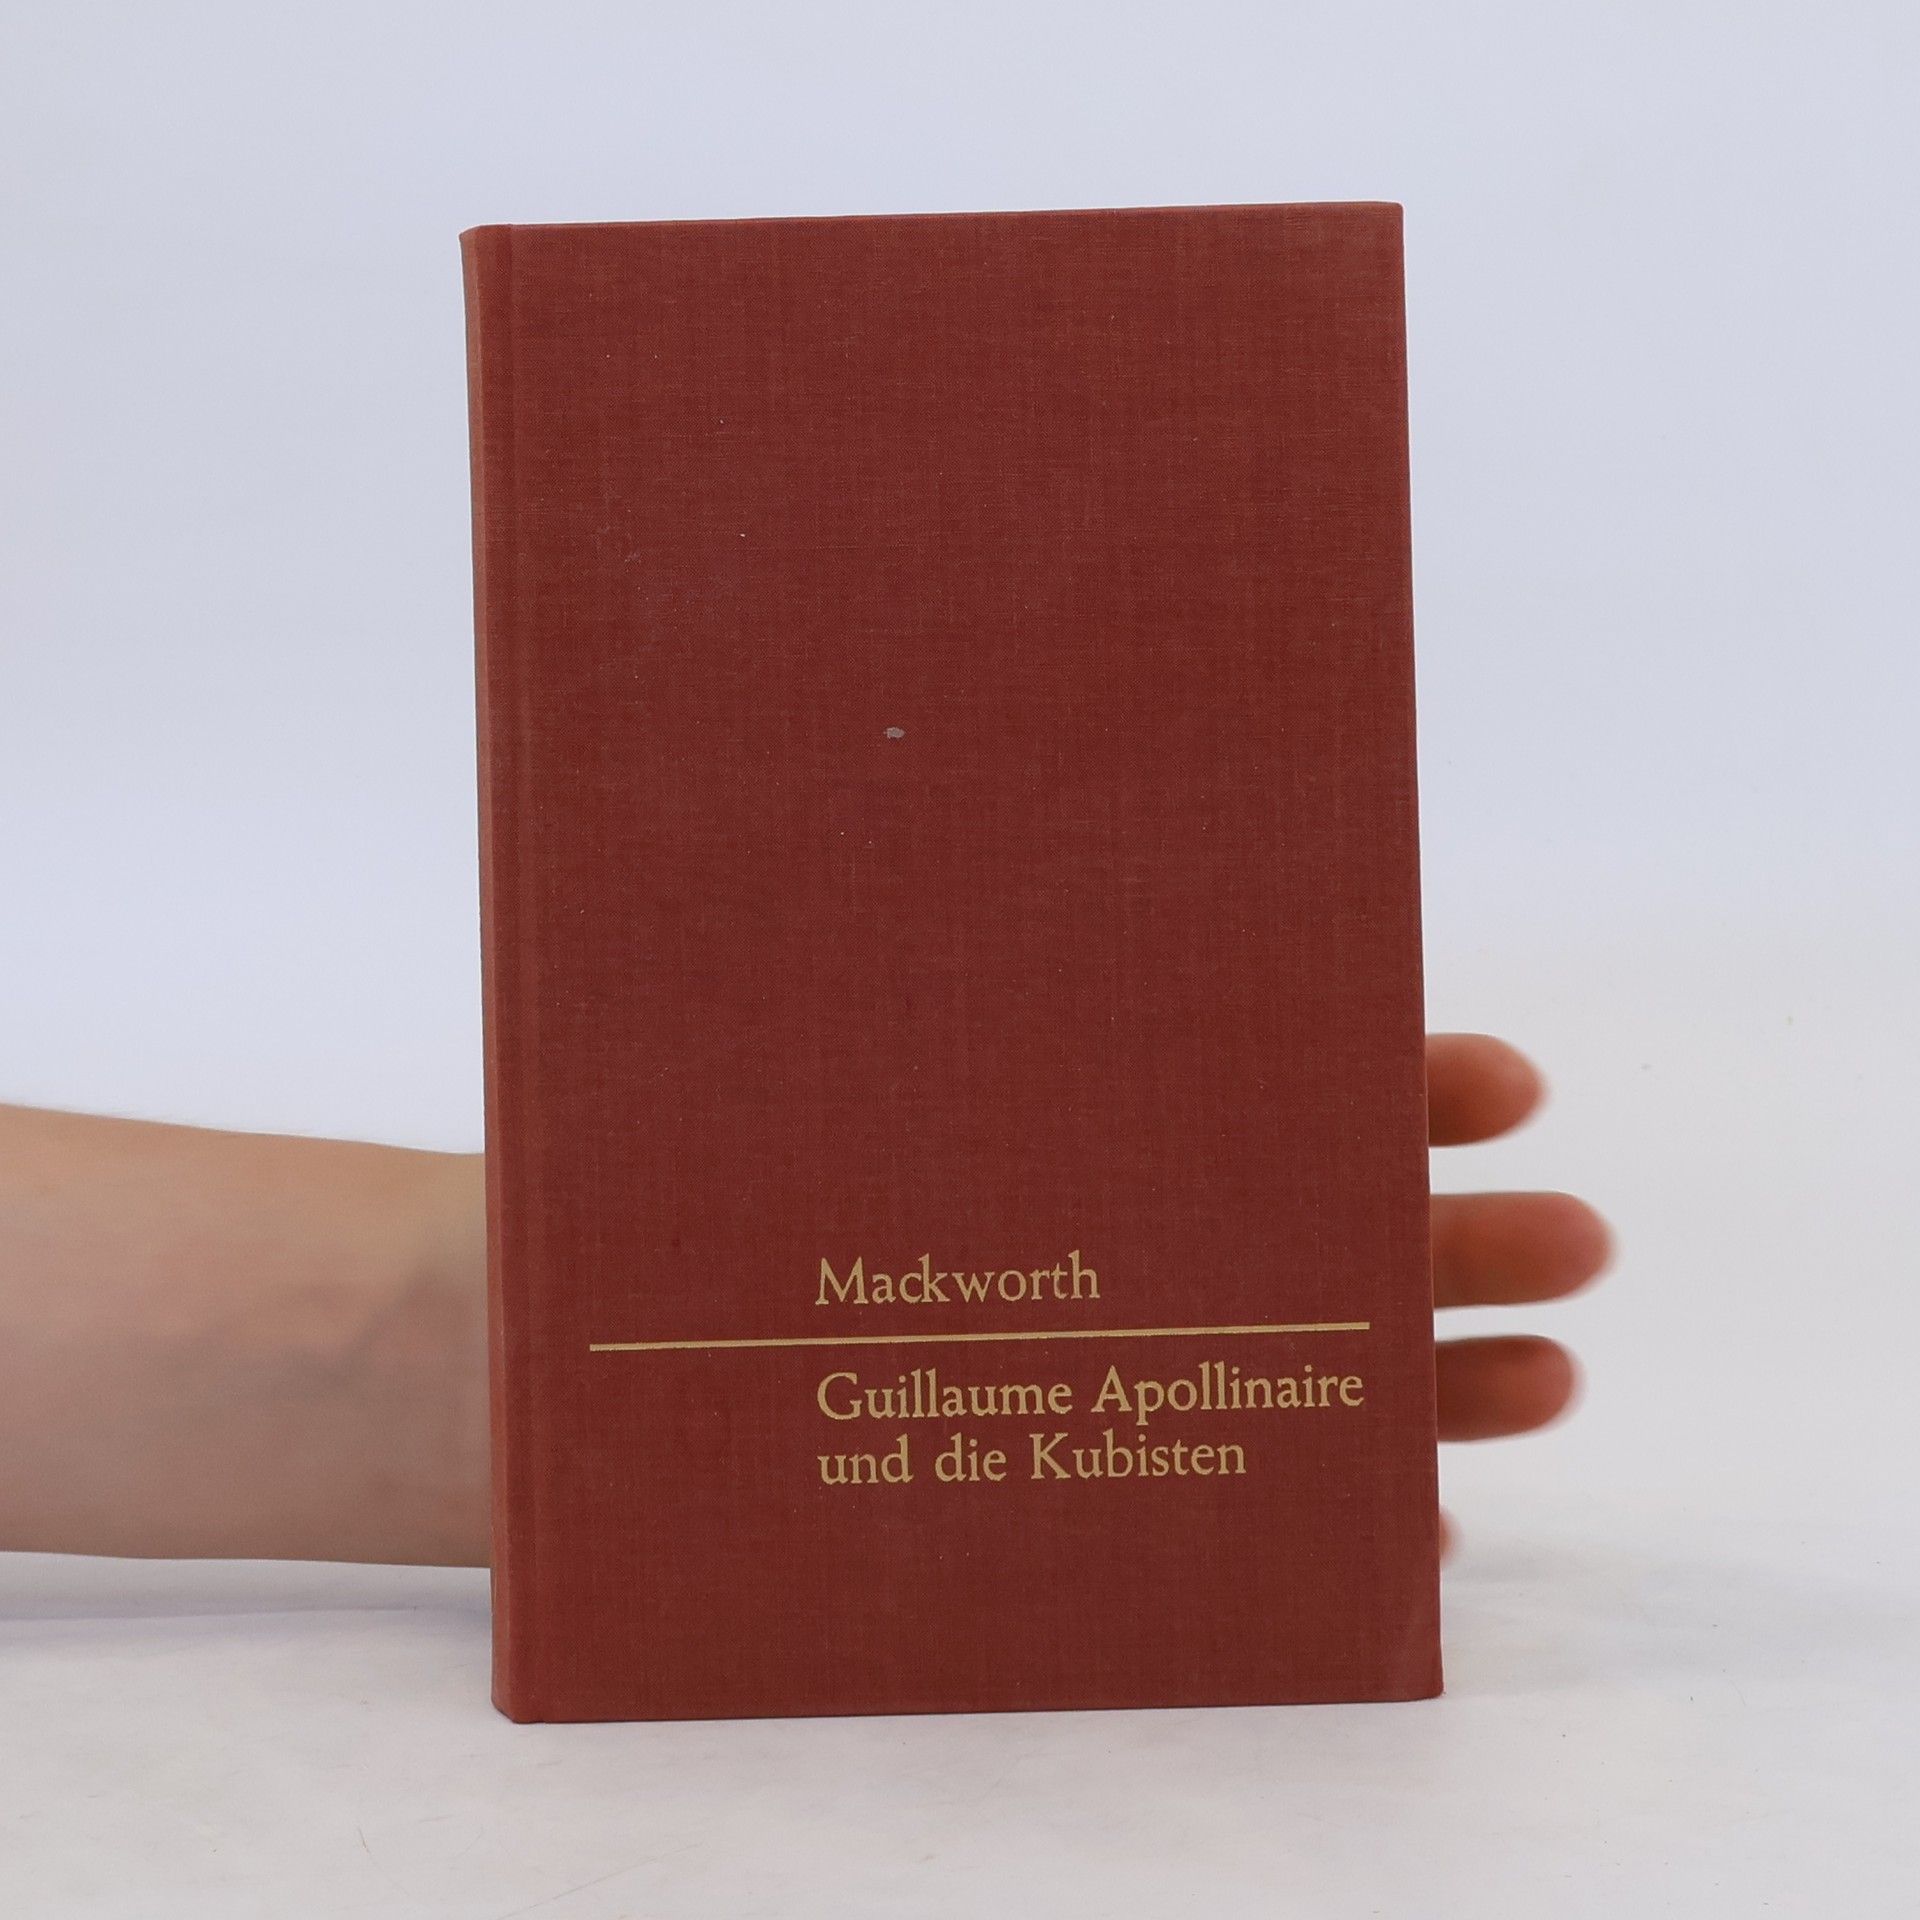 Mackworth
Guillaume Apollinaire
und die Kubisten